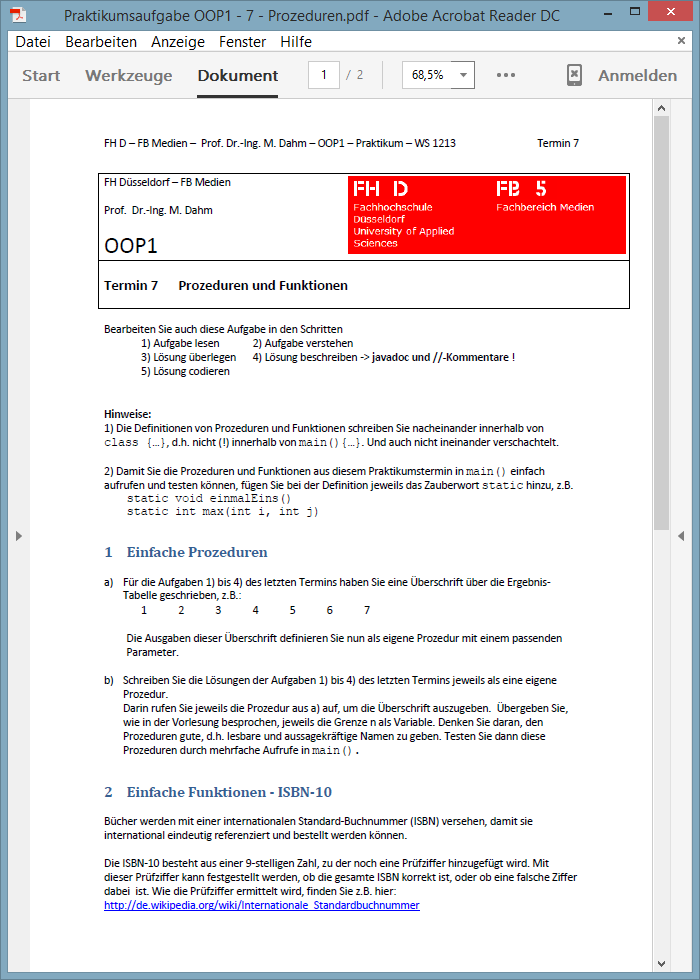 Praktikumsaufgabe OOP1 - 7 - Prozeduren.pdf - Adobe Acrobat Reader DC
Datei Bearbeiten Anzeige Fenster Hilfe
Start Werkzeuge Dokument 1 / 2 68,5% Anmelden
FH D – FB Medien – Prof. Dr.-Ing. M. Dahm – OOP1 – Praktikum – WS 1213 Termin 7
FH Düsseldorf – FB Medien
Prof. Dr.-Ing. M. Dahm
OOP1
FH D FB 5
Fachhochschule Fachbereich Medien
Düsseldorf
University of Applied
Sciences
Termin 7 Prozeduren und Funktionen
Bearbeiten Sie auch diese Aufgabe in den Schritten
1) Aufgabe lesen 2) Aufgabe verstehen
3) Lösung überlegen 4) Lösung beschreiben -> javadoc und //-Kommentare !
5) Lösung codieren
Hinweise:
1) Die Definitionen von Prozeduren und Funktionen schreiben Sie nacheinander innerhalb von
class {…}, d.h. nicht (!) innerhalb von main(){…}. Und auch nicht ineinander verschachtelt.
2) Damit Sie die Prozeduren und Funktionen aus diesem Praktikumstermin in main() einfach
aufrufen und testen können, fügen Sie bei der Definition jeweils das Zauberwort static hinzu, z.B.
static void einmalEins()
static int max(int i, int j)
1 Einfache Prozeduren
a) Für die Aufgaben 1) bis 4) des letzten Termins haben Sie eine Überschrift über die Ergebnis-
Tabelle geschrieben, z.B.:
1 2 3 4 5 6 7
Die Ausgaben dieser Überschrift definieren Sie nun als eigene Prozedur mit einem passenden
Parameter.
b) Schreiben Sie die Lösungen der Aufgaben 1) bis 4) des letzten Termins jeweils als eine eigene
Prozedur.
Darin rufen Sie jeweils die Prozedur aus a) auf, um die Überschrift auszugeben. Übergeben Sie,
wie in der Vorlesung besprochen, jeweils die Grenze n als Variable. Denken Sie daran, den
Prozeduren gute, d.h. lesbare und aussagekräftige Namen zu geben. Testen Sie dann diese
Prozeduren durch mehrfache Aufrufe in main().
2 Einfache Funktionen - ISBN-10
Bücher werden mit einer internationalen Standard-Buchnummer (ISBN) versehen, damit sie
international eindeutig referenziert und bestellt werden können.
Die ISBN-10 besteht aus einer 9-stelligen Zahl, zu der noch eine Prüfziffer hinzugefügt wird. Mit
dieser Prüfziffer kann festgestellt werden, ob die gesamte ISBN korrekt ist, oder ob eine falsche Ziffer
dabei ist. Wie die Prüfziffer ermittelt wird, finden Sie z.B. hier:
http://de.wikipedia.org/wiki/Internationale_Standardbuchnummer